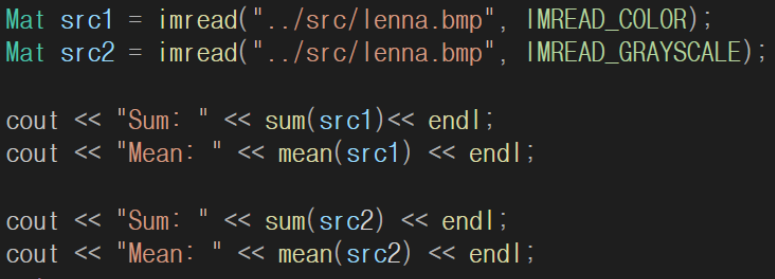 Mat src1 = imread("../src/lenna.bmp", IMREAD_COLOR);
Mat src2 = imread("../src/lenna.bmp", IMREAD_GRAYSCALE);
cout << "Sum: " << sum(src1)<< endl;
cout << "Mean: " << mean(src1) << endl;
cout << "Sum: " << sum(src2) << endl;
cout << "Mean: " << mean(src2) << endl;